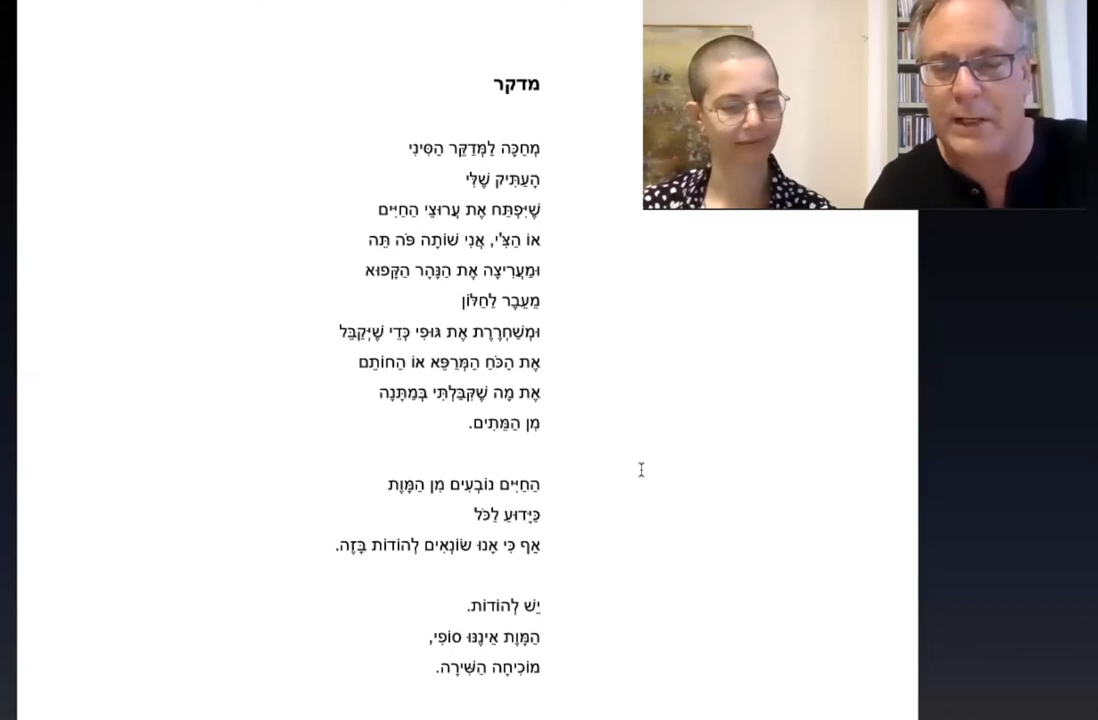 מדקר
מְחַכָּה לַמְּדַקֵּר הַסִּינִי
הָעַתִּיק שֶׁלִּי
שֶׁיִּפְתַּח אֶת עֲרוּצֵי הַחַיִּים
אוֹ הַצִּ'י, אֲנִי שׁוֹתָה פֹּה תֵּה
וּמַעֲרִיצָה אֶת הַנָּהָר הַקָּפוּא
מֵעֵבֶר לַחַלּוֹן
וּמְשַׁחְרֶרֶת אֶת גּוּפִי כְּדֵי שֶׁיְּקַבֵּל
אֶת הַכֹּחַ הַמְּרַפֵּא אוֹ הַחוֹתֵם
אֶת מָה שֶׁקִּבַּלְתִּי בְּמַתָּנָה
מִן הַמֵּתִים.
הַחַיִּים נוֹבְעִים מִן הַמָּוֶת
כַּיָּדוּעַ לַכֹּל
אַף כִּי אָנוּ שׂוֹנְאִים לְהוֹדוֹת בָּזֶה.
יֵשׁ לְהוֹדוֹת.
הַמָּוֶת אֵינֶנּוּ סוֹפִי,
מוֹכִיחָה הַשִּׁירָה.